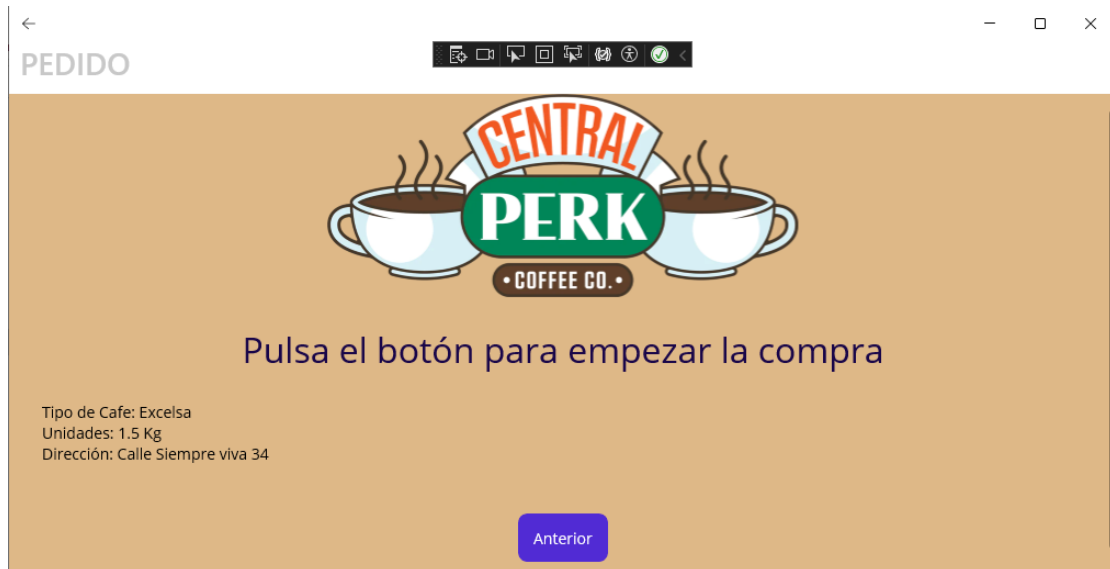 PEDIDO
CENTRAL
PERK
• COFFEE CO. •
Pulsa el botón para empezar la compra
Tipo de Cafe: Excelsa
Unidades: 1.5 Kg
Dirección: Calle Siempre viva 34
Anterior